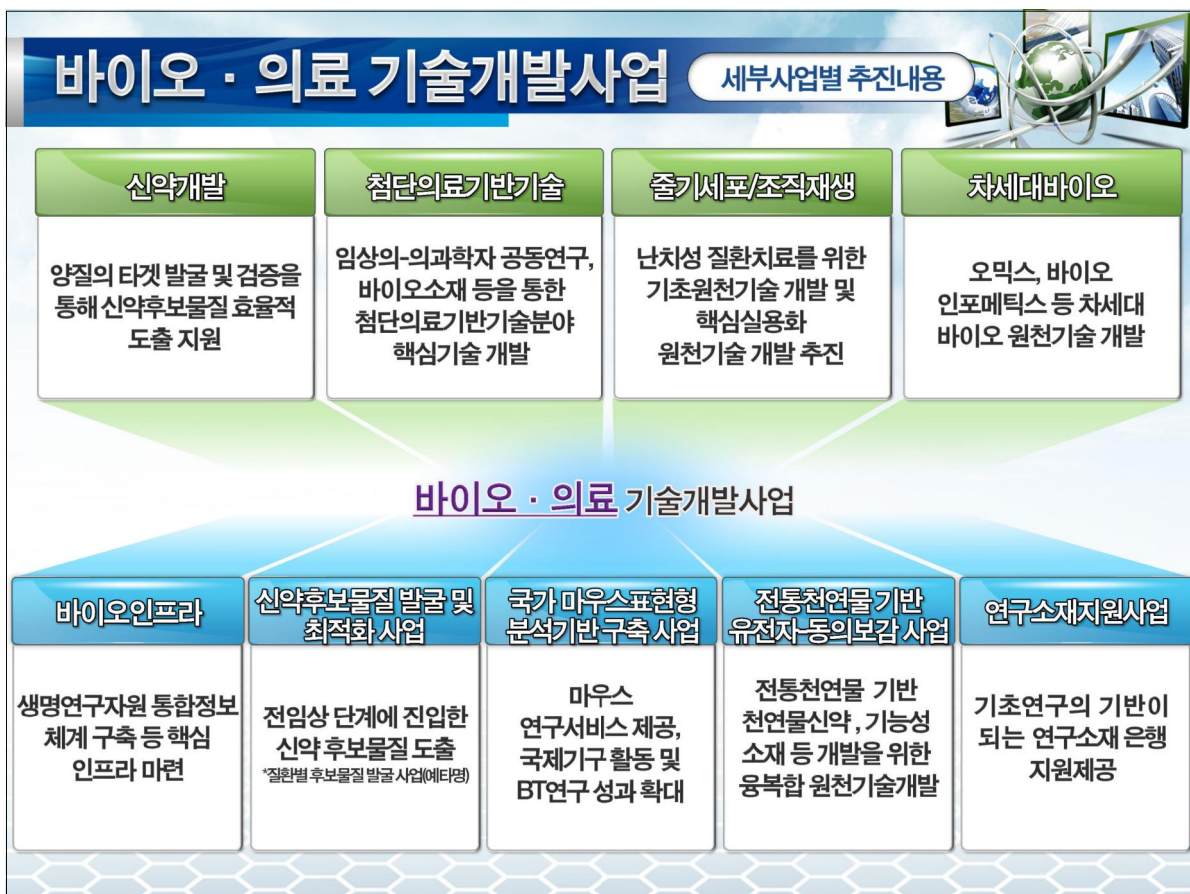 바이오 · 의료 기술개발사업
세부사업별 추진내용
신약개발
양질의 타겟 발굴 및 검증을
통해 신약후보물질 효율적
도출 지원
첨단의료기반기술
임상의-의과학자 공동연구,
바이오소재 등을 통한
첨단의료기반기술분야
핵심기술 개발
줄기세포/조직재생
난치성 질환치료를 위한
기초원천기술 개발 및
핵심실용화
원천기술 개발 추진
차세대바이오
오믹스, 바이오
인포메틱스 등 차세대
바이오 원천기술 개발
바이오 · 의료 기술개발사업
바이오인프라
생명연구자원 통합정보
체계 구축 등 핵심
인프라 마련
신약후보물질 발굴 및
최적화 사업
전임상 단계에 진입한
신약 후보물질 도출
*질환별 후보물질 발굴 사업(예타명)
국가 마우스표현형
분석기반 구축 사업
마우스
연구서비스 제공,
국제기구 활동 및
BT연구 성과 확대
전통천연물 기반
유전자-동의보감 사업
전통천연물 기반
천연물신약 , 기능성
소재 등 개발을 위한
융복합 원천기술개발
연구소재지원사업
기초연구의 기반이
되는 연구소재 은행
지원제공